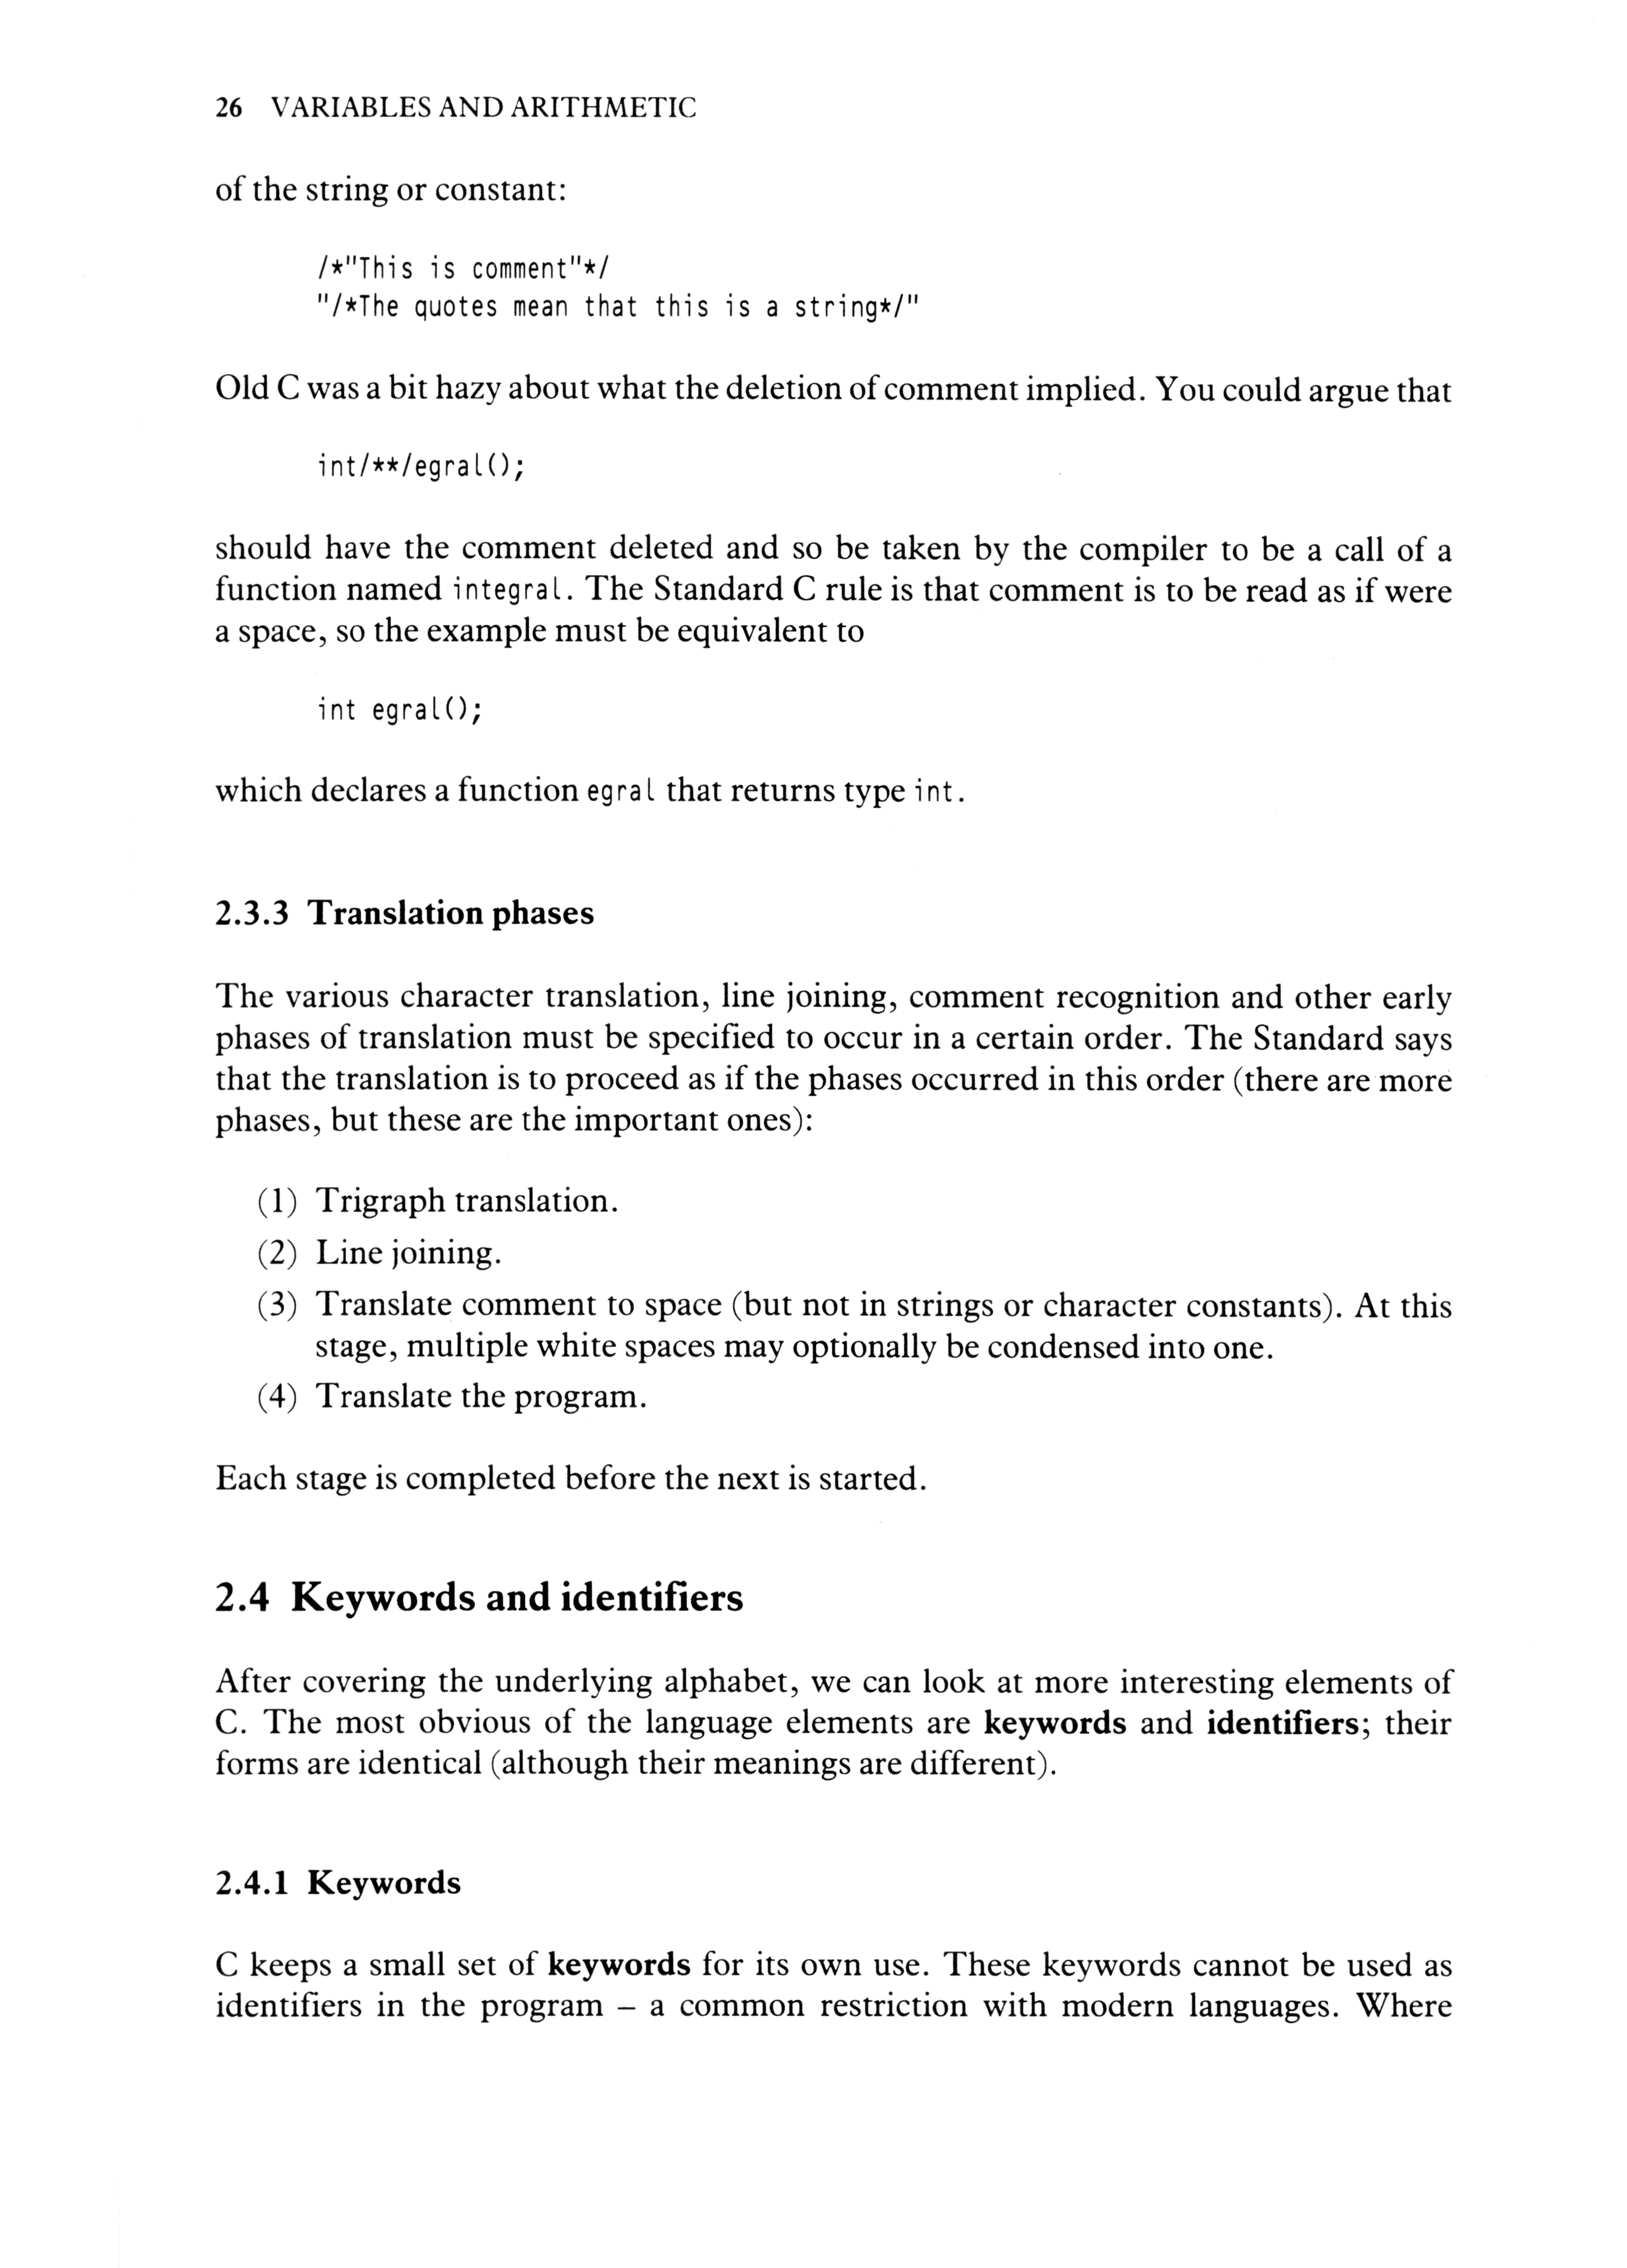 26 VARIABLES AND ARITHMETIC
of the string or constant:
/*"This is comment"*/
"/*The quotes mean that this is a string*/"
Old C was a bit hazy about what the deletion of comment implied. You could argue that
int/**/egral();
should have the comment deleted and so be taken by the compiler to be a call of a
function named integral. The Standard C rule is that comment is to be read as if were
a space, so the example must be equivalent to
int egral();
which declares a function egral that returns type int.
2.3.3 Translation phases
The various character translation, line joining, comment recognition and other early
phases of translation must be specified to occur in a certain order. The Standard says
that the translation is to proceed as if the phases occurred in this order (there are more
phases, but these are the important ones):
(1) Trigraph translation.
(2) Line joining.
(3) Translate comment to space (but not in strings or character constants). At this
stage, multiple white spaces may optionally be condensed into one.
(4) Translate the program.
Each stage is completed before the next is started.
2.4 Keywords and identifiers
After covering the underlying alphabet, we can look at more interesting elements of
C. The most obvious of the language elements are keywords and identifiers; their
forms are identical (although their meanings are different).
2.4.1 Keywords
C keeps a small set of keywords for its own use. These keywords cannot be used as
identifiers in the program – a common restriction with modern languages. Where